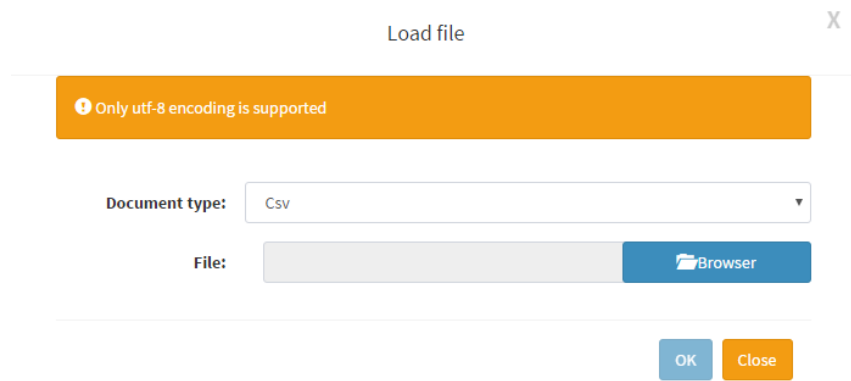 Load file
X
Only utf-8 encoding is supported
Document type: Csv
File: Browser
OK Close